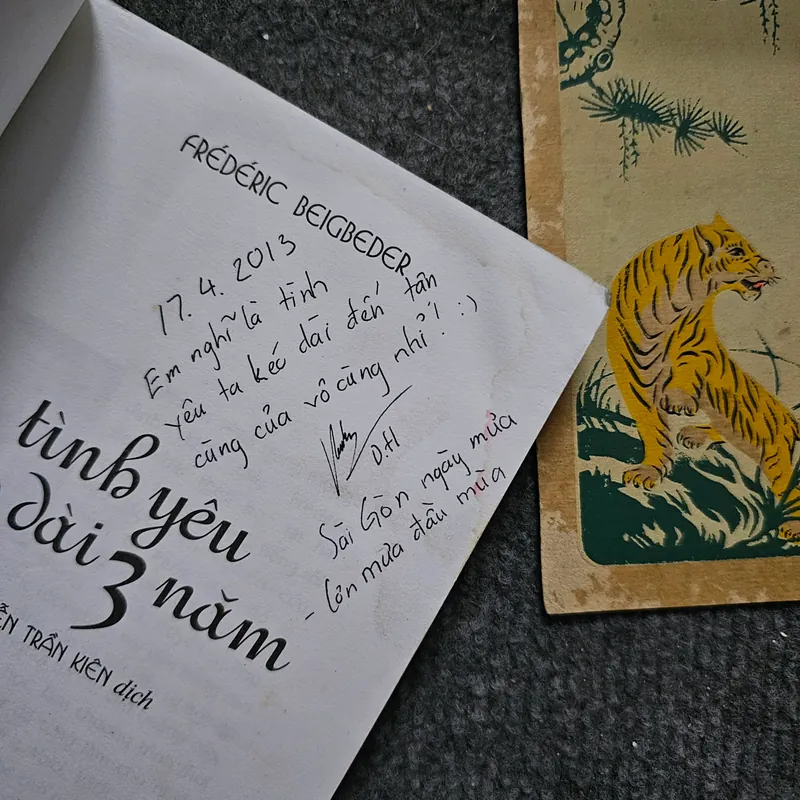 FRÉDÉRIC BEIGBEDER
17.4.2013
Em nghĩ là tình
yêu ta kéo dài đến tân
cùng của vô cùng nhỉ! :)
D.H
Sài Gòn ngày mưa
- Cơn mưa đầu mùa
tình yêu
dài 3 năm
TRẦN KIÊN dịch